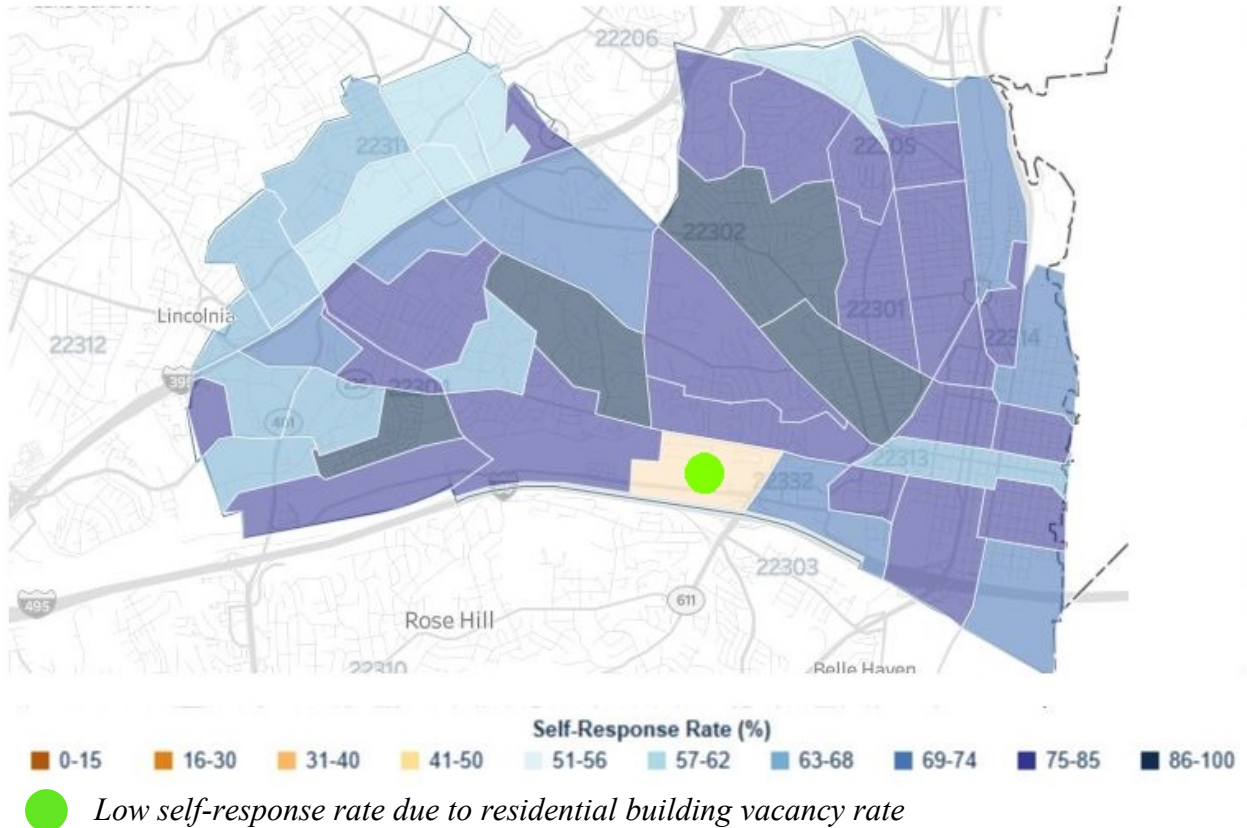 22206
22311
22305
22302
22301
Lincolnia
22314
22312
395
22304
401
22313
22332
22303
495
611
Rose Hill
22310
Belle Haven
Self-Response Rate (%)
0-15 16-30 31-40 41-50 51-56 57-62 63-68 69-74 75-85 86-100
Low self-response rate due to residential building vacancy rate